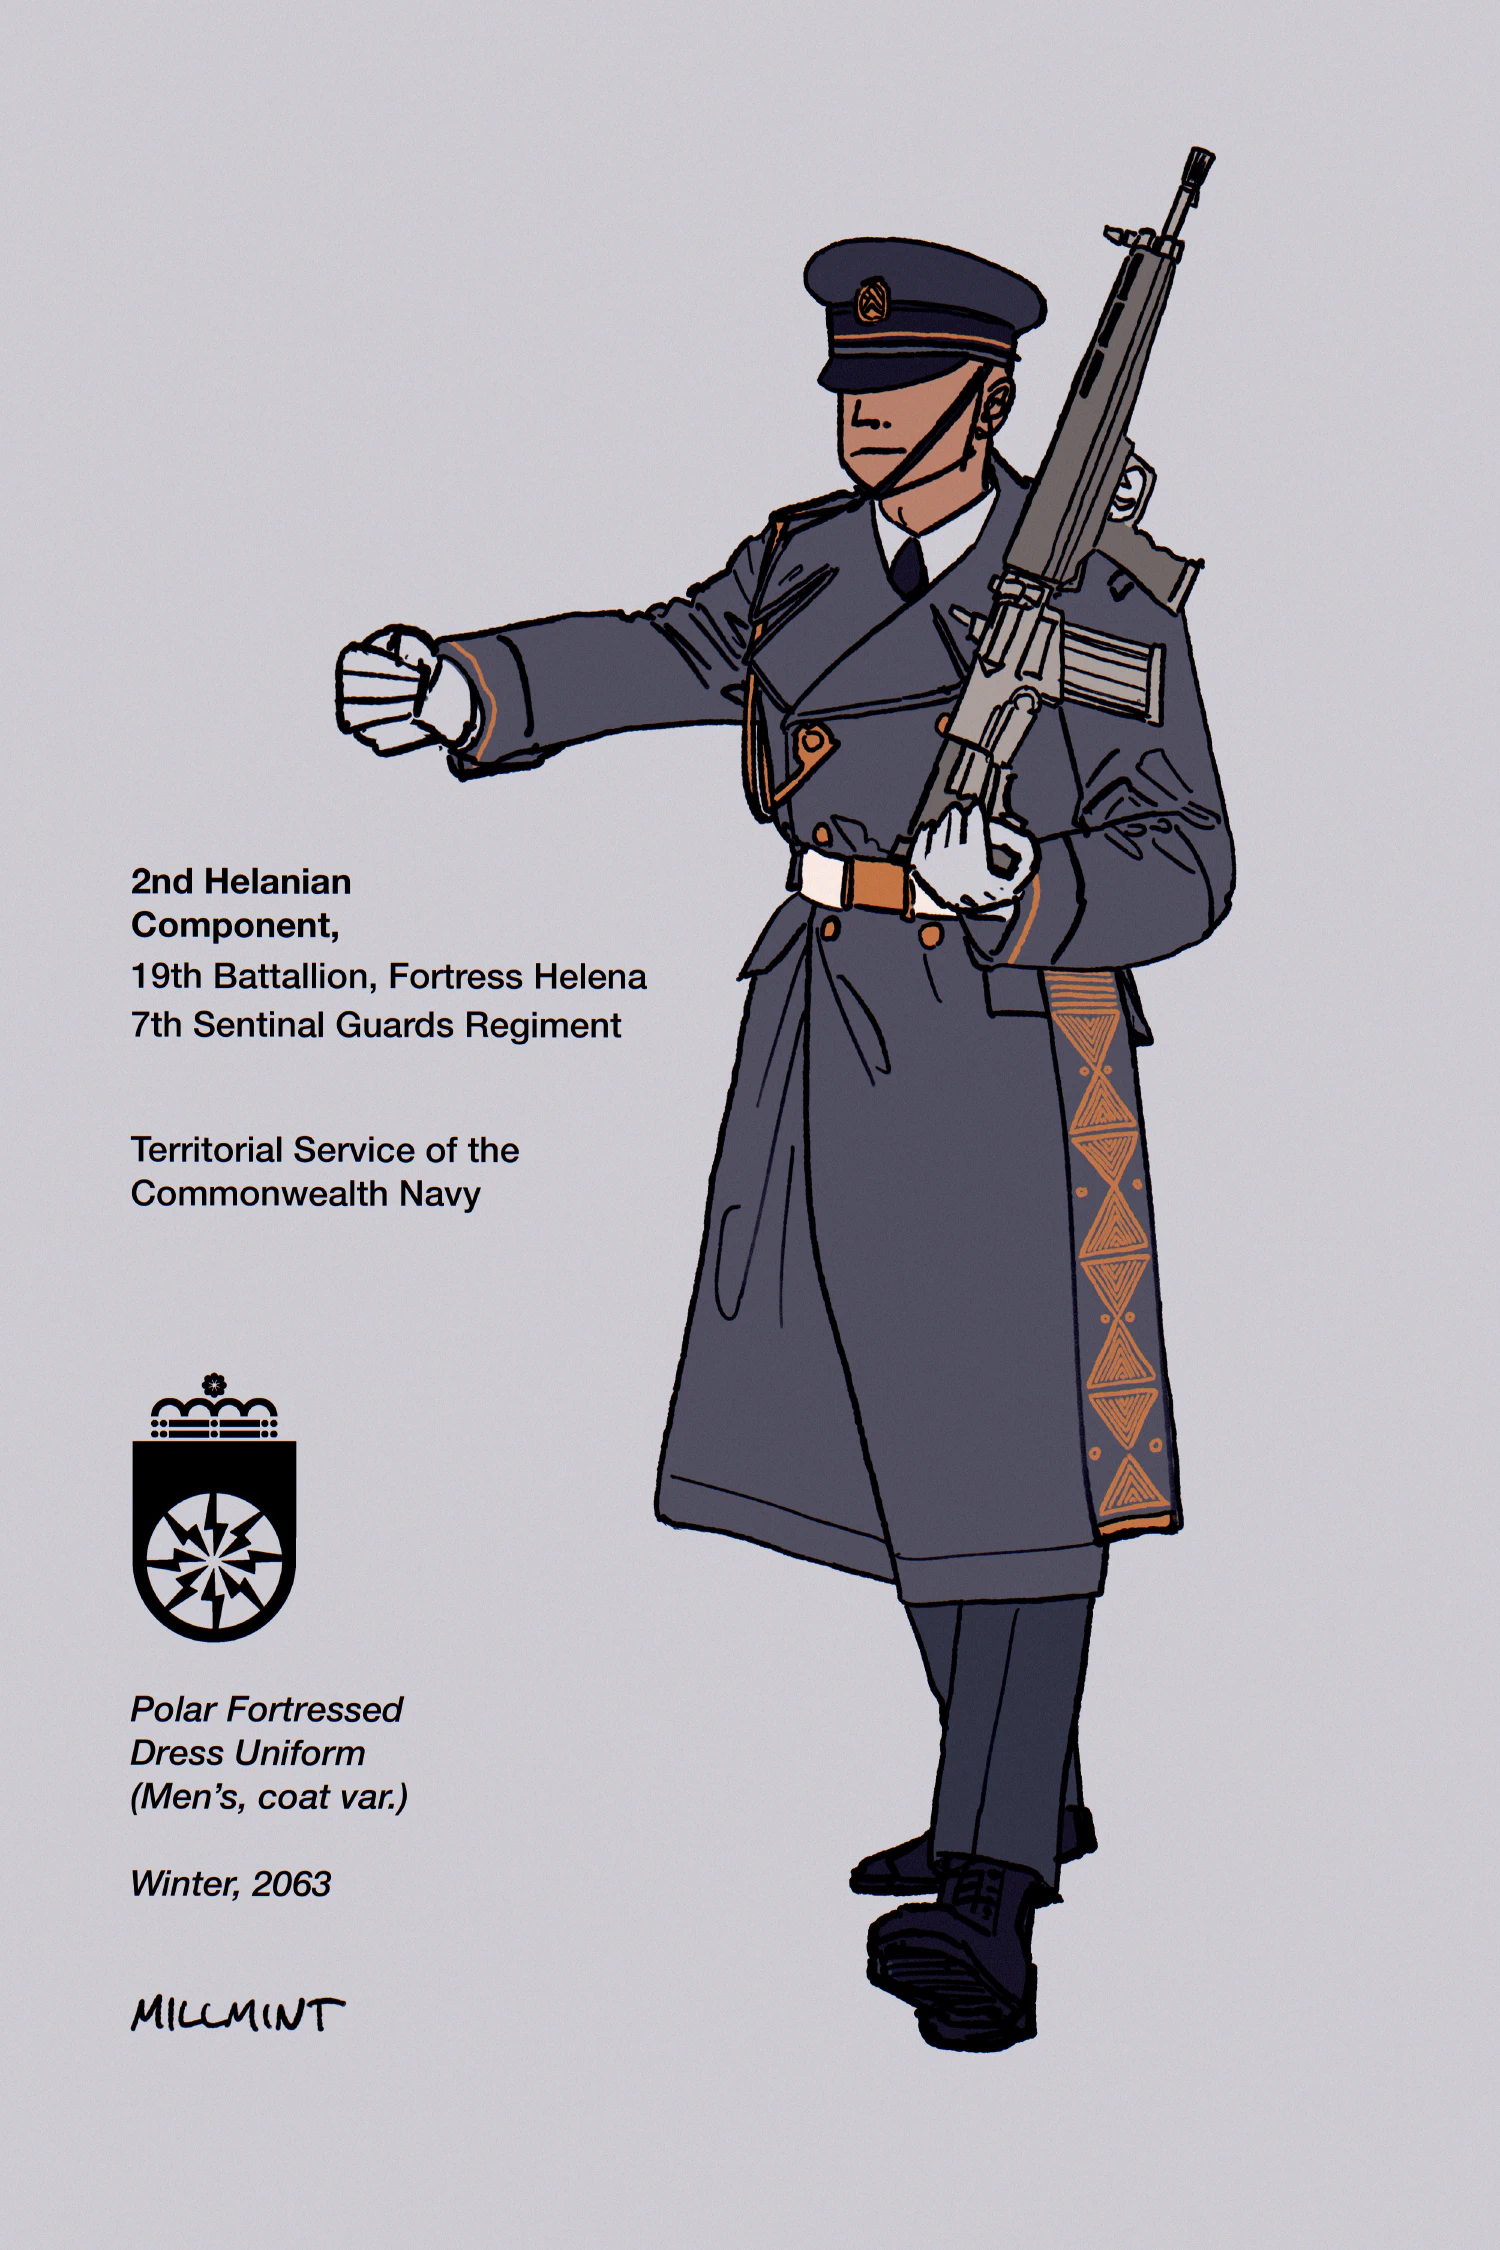 2nd Helanian
Component,
19th Battallion, Fortress Helena
7th Sentinal Guards Regiment
Territorial Service of the
Commonwealth Navy
Polar Fortressed
Dress Uniform
(Men’s, coat var.)
Winter, 2063
MILLMINT